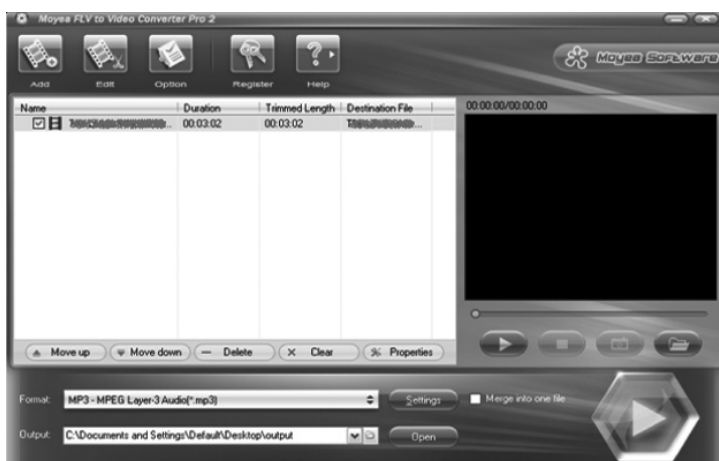 Moyea FLV to Video Converter Pro 2
Add Edit Option Register Help
Moyea Software
Name Duration Trimmed Length Destination File
00:03:02 00:03:02
00:00:00/00:00:00
Move up Move down Delete Clear Properties
Format: MP3 - MPEG Layer-3 Audio(*.mp3) Settings Merge into one file
Output: C:\Documents and Settings\Default\Desktop\output Open